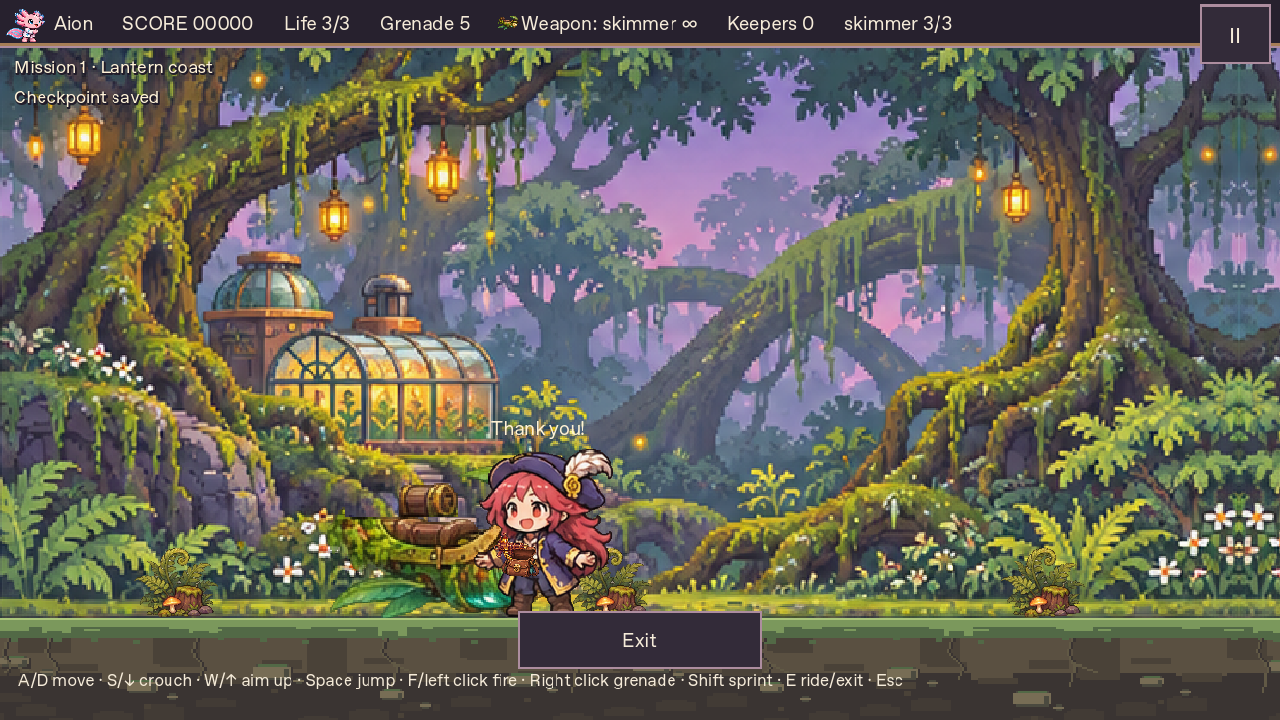 Aion SCORE 00000 Life 3/3 Grenade 5 Weapon: skimmer ∞ Keepers 0 skimmer 3/3
II
Mission 1 · Lantern coast
Checkpoint saved
Thank you!
Exit
A/D move · S/↓ crouch · W/↑ aim up · Space jump · F/left click fire · Right click grenade · Shift sprint · E ride/exit · Esc